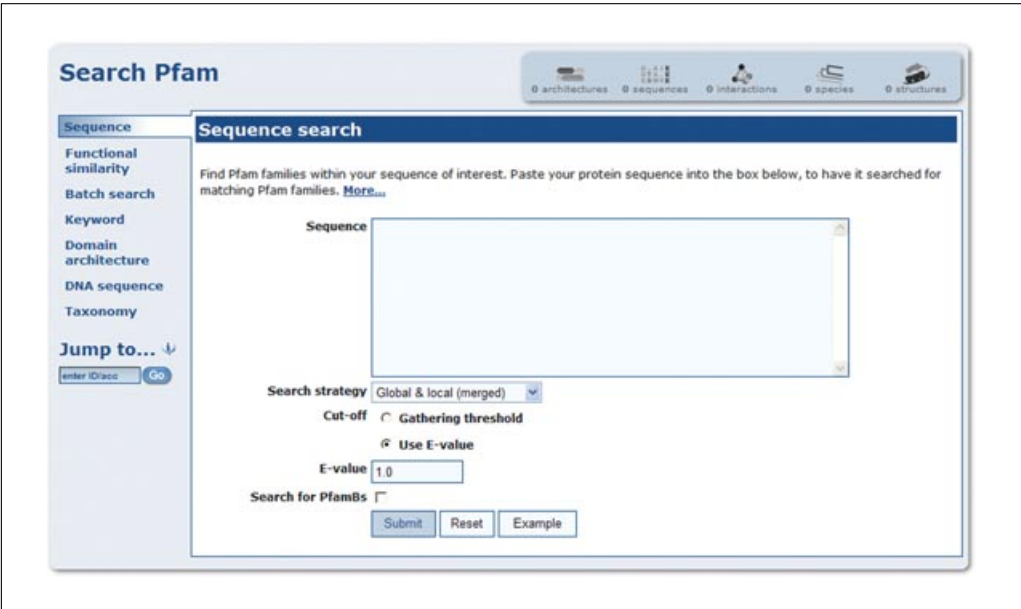 Search Pfam
0 architectures 0 sequences 0 interactions 0 species 0 structures
Sequence
Functional
similarity
Batch search
Keyword
Domain
architecture
DNA sequence
Taxonomy
Jump to...
enter ID/acc Go
Sequence search
Find Pfam families within your sequence of interest. Paste your protein sequence into the box below, to have it searched for
matching Pfam families. More...
Sequence
Search strategy Global & local (merged)
Cut-off Gathering threshold
Use E-value
E-value 1.0
Search for PfamBs
Submit Reset Example